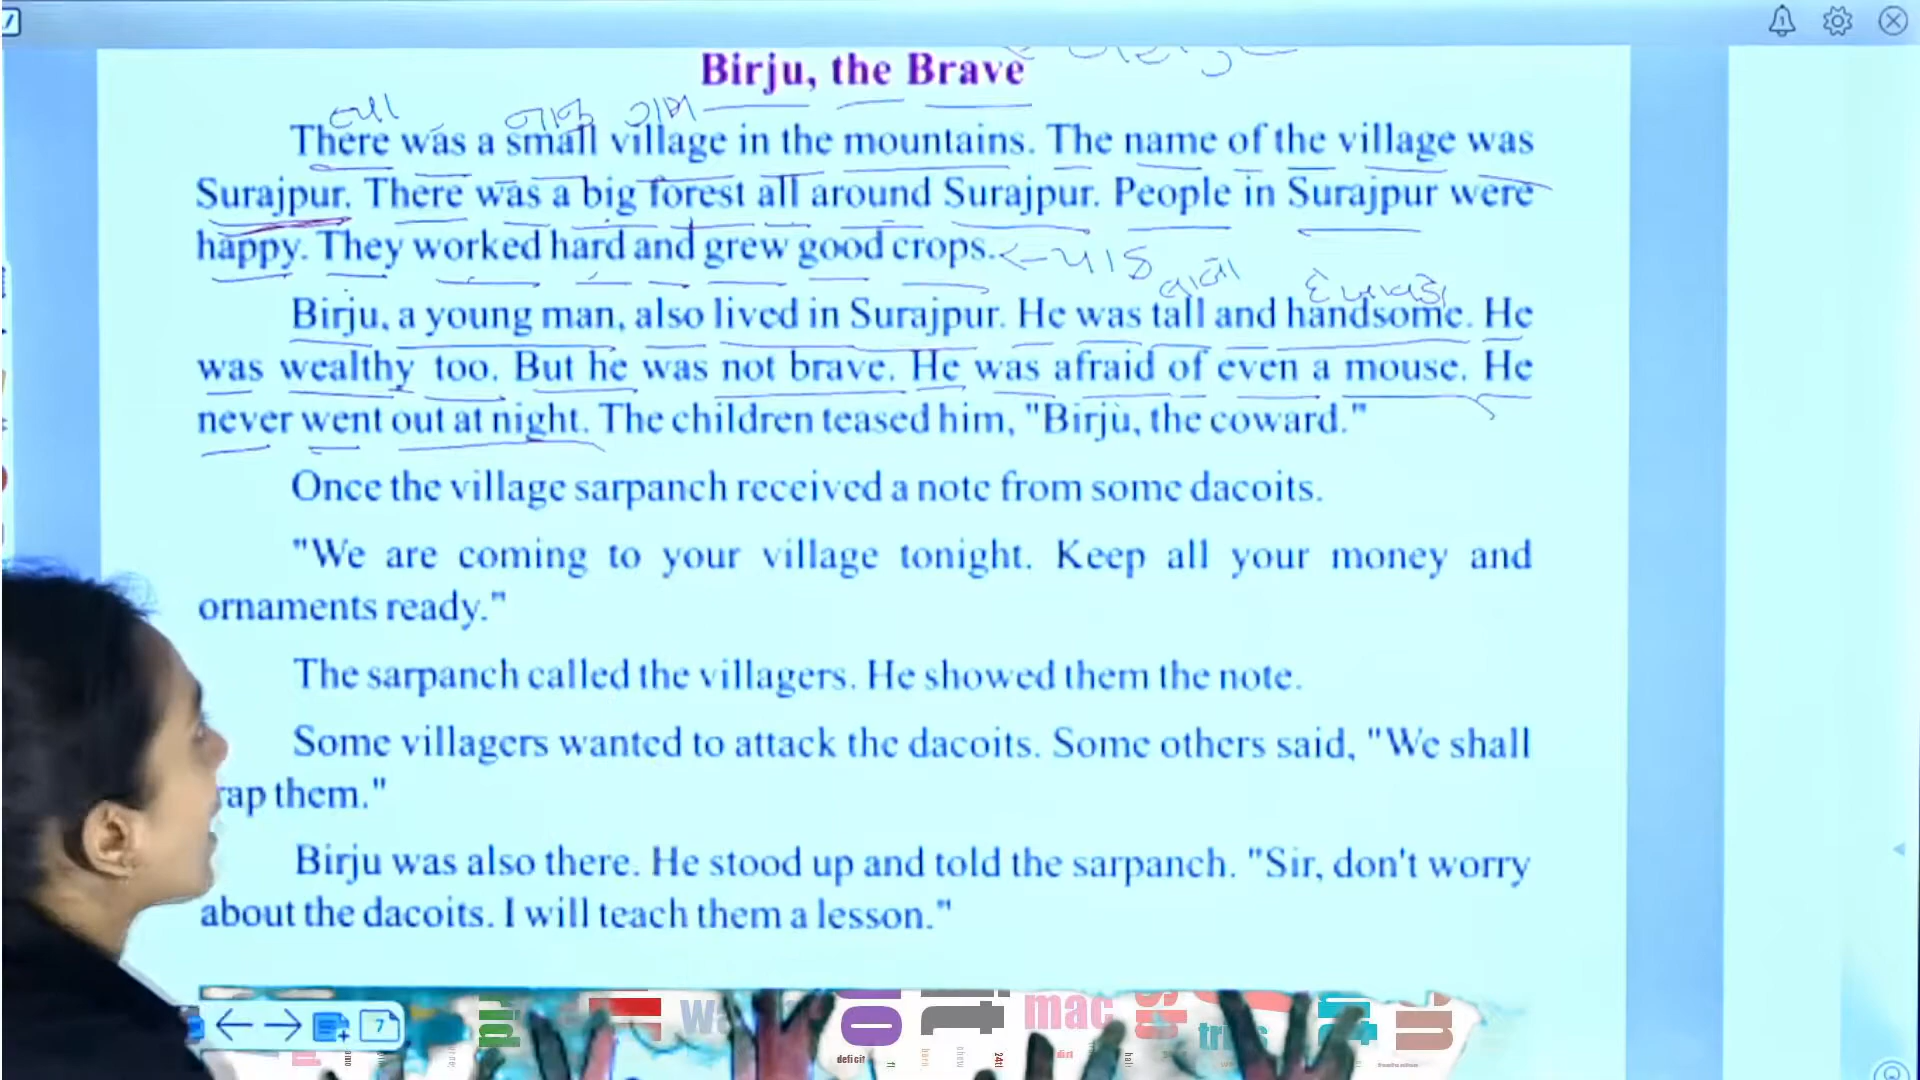 Birju, the Brave
ત્યાં નાનું ગામ
There was a small village in the mountains. The name of the village was
Surajpur. There was a big forest all around Surajpur. People in Surajpur were
happy. They worked hard and grew good crops. ← પાક
Birju, a young man, also lived in Surajpur. He was tall and handsome. He
was wealthy too. But he was not brave. He was afraid of even a mouse. He
never went out at night. The children teased him, "Birju, the coward."
Once the village sarpanch received a note from some dacoits.
"We are coming to your village tonight. Keep all your money and
ornaments ready."
The sarpanch called the villagers. He showed them the note.
Some villagers wanted to attack the dacoits. Some others said, "We shall
rap them."
Birju was also there. He stood up and told the sarpanch. "Sir, don't worry
about the dacoits. I will teach them a lesson."
7
mac
deficit